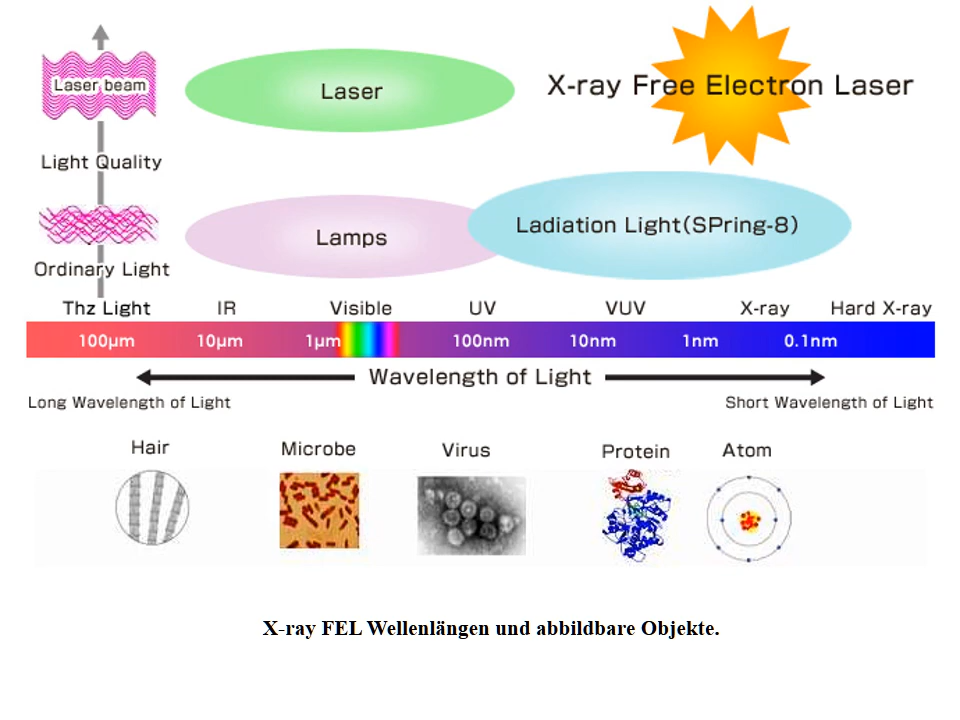 Laser beam
Laser
X-ray Free Electron Laser
Light Quality
Lamps
Ladiation Light(SPring-8)
Ordinary Light
Thz Light IR Visible UV VUV X-ray Hard X-ray
100μm 10μm 1μm 100nm 10nm 1nm 0.1nm
Wavelength of Light
Long Wavelength of Light Short Wavelength of Light
Hair Microbe Virus Protein Atom
X-ray FEL Wellenlängen und abbildbare Objekte.